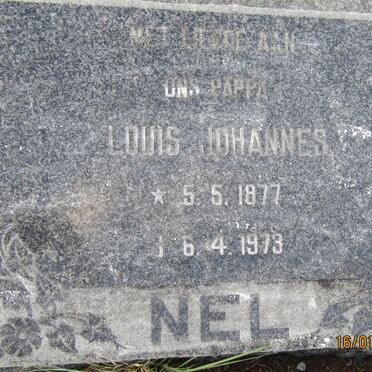 MET LIEFDE AAN
ONS PAPPA
LOUIS JOHANNES
* 5.5.1877
† 6.4.1973
NEL
16/01